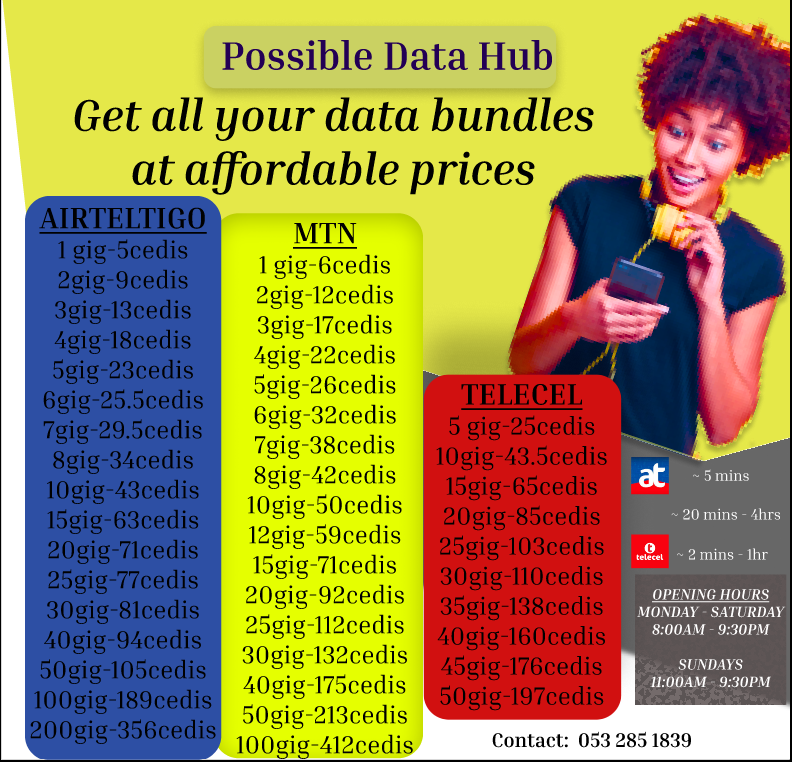 Possible Data Hub
Get all your data bundles
at affordable prices
AIRTELTIGO
1 gig-5cedis
2gig-9cedis
3gig-13cedis
4gig-18cedis
5gig-23cedis
6gig-25.5cedis
7gig-29.5cedis
8gig-34cedis
10gig-43cedis
15gig-63cedis
20gig-71cedis
25gig-77cedis
30gig-81cedis
40gig-94cedis
50gig-105cedis
100gig-189cedis
200gig-356cedis
MTN
1 gig-6cedis
2gig-12cedis
3gig-17cedis
4gig-22cedis
5gig-26cedis
6gig-32cedis
7gig-38cedis
8gig-42cedis
10gig-50cedis
12gig-59cedis
15gig-71cedis
20gig-92cedis
25gig-112cedis
30gig-132cedis
40gig-175cedis
50gig-213cedis
100gig-412cedis
TELECEL
5 gig-25cedis
10gig-43.5cedis
15gig-65cedis
20gig-85cedis
25gig-103cedis
30gig-110cedis
35gig-138cedis
40gig-160cedis
45gig-176cedis
50gig-197cedis
at ~ 5 mins
~ 20 mins - 4hrs
t telecel ~ 2 mins - 1hr
OPENING HOURS
MONDAY - SATURDAY
8:00AM - 9:30PM
SUNDAYS
11:00AM - 9:30PM
Contact: 053 285 1839